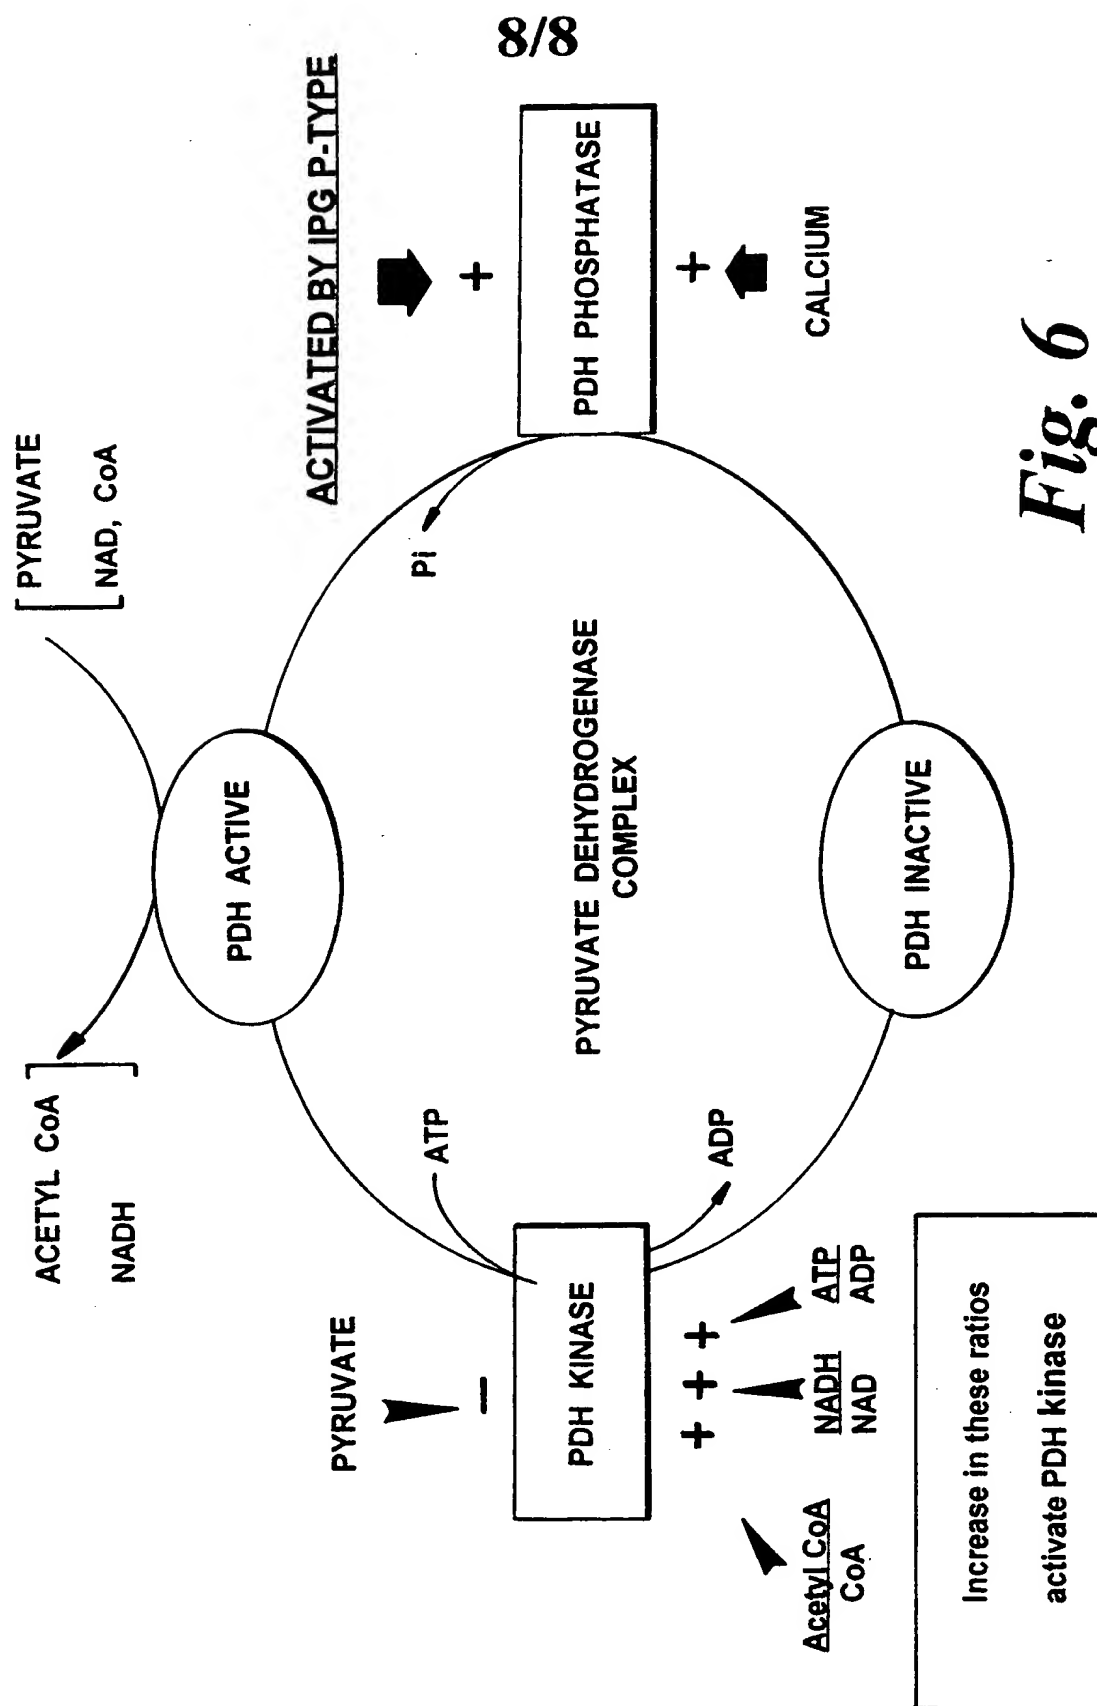 8/8
ACETYL CoA
NADH
PYRUVATE
NAD, CoA
PDH ACTIVE
ACTIVATED BY IPG P-TYPE
+
PYRUVATE
−
ATP
Pi
PDH KINASE
PYRUVATE DEHYDROGENASE
COMPLEX
PDH PHOSPHATASE
+ + +
ADP
+
Acetyl CoA
CoA
NADH
NAD
ATP
ADP
CALCIUM
PDH INACTIVE
Increase in these ratios
activate PDH kinase
Fig. 6